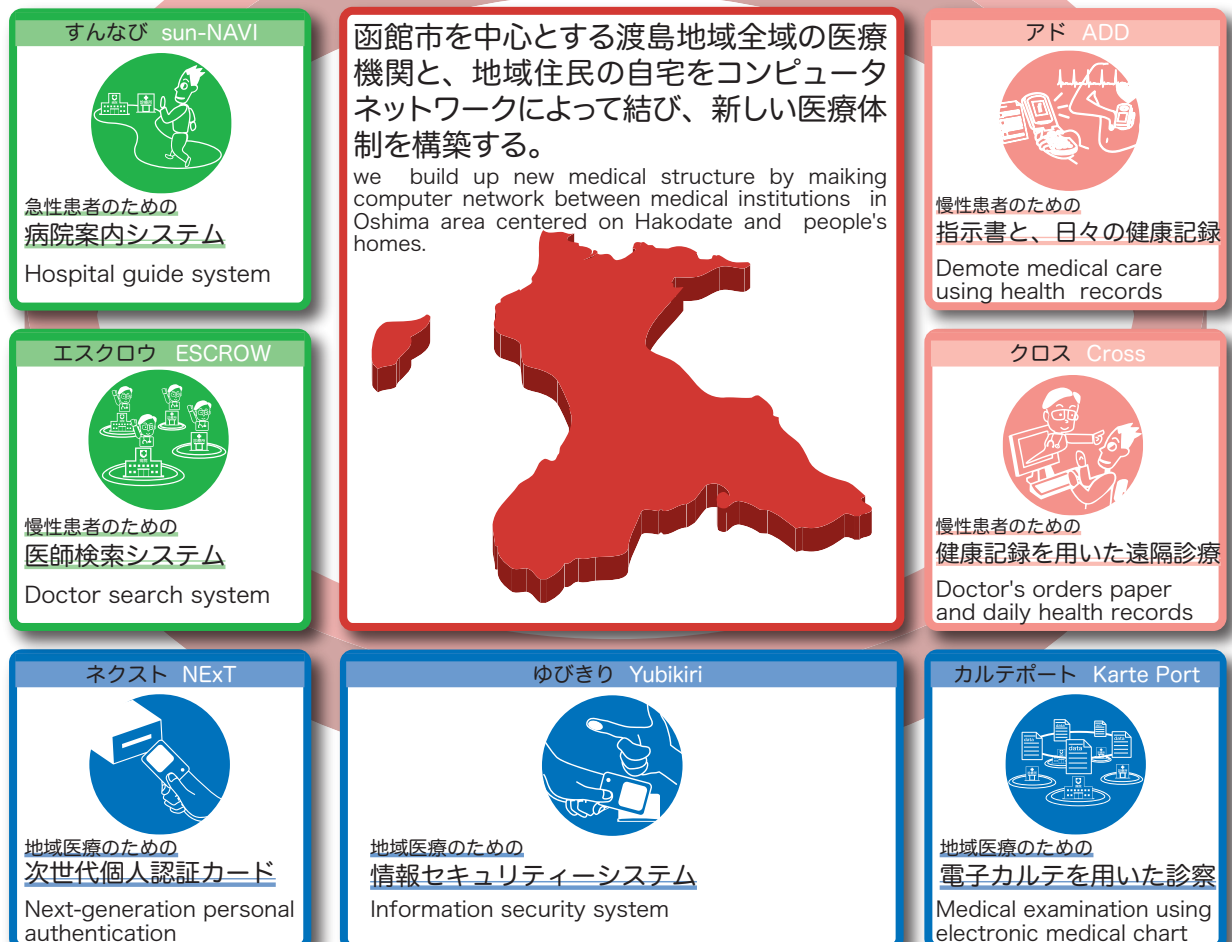 すんなび sun-NAVI
急性患者のための
病院案内システム
Hospital guide system
函館市を中心とする渡島地域全域の医療
機関と、地域住民の自宅をコンピュータ
ネットワークによって結び、新しい医療体
制を構築する。
we build up new medical structure by maiking
computer network between medical institutions in
Oshima area centered on Hakodate and people's
homes.
アド ADD
慢性患者のための
指示書と、日々の健康記録
Demote medical care
using health records
エスクロウ ESCROW
慢性患者のための
医師検索システム
Doctor search system
クロス Cross
慢性患者のための
健康記録を用いた遠隔診療
Doctor's orders paper
and daily health records
ネクスト NExT
地域医療のための
次世代個人認証カード
Next-generation personal
authentication
ゆびきり Yubikiri
地域医療のための
情報セキュリティーシステム
Information security system
カルテポート Karte Port
data
data
data
地域医療のための
電子カルテを用いた診察
Medical examination using
electronic medical chart